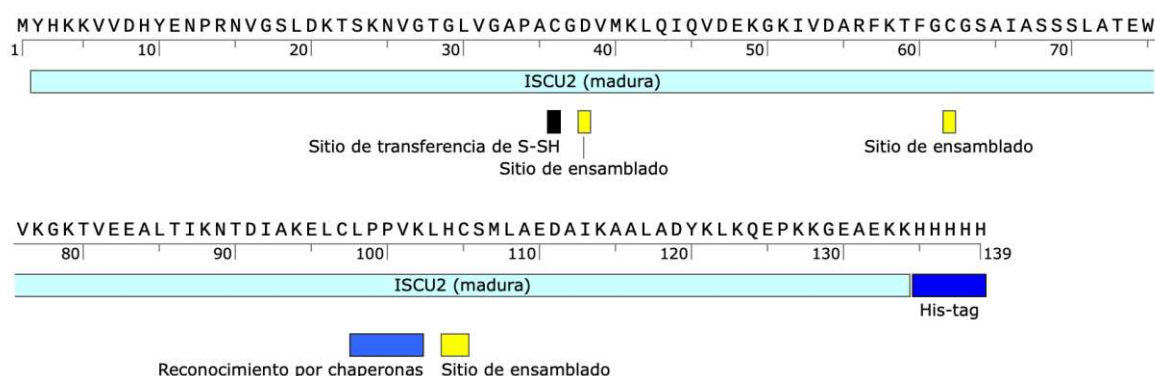 MYHKKVVDHYENPRNVGSLDKTSKNVGTGLVGAPACGDVMKLQIQVDEKGKIVDARFKTFGCGSAIASSSLATEW
1 10 20 30 40 50 60 70
ISCU2 (madura)
Sitio de transferencia de S-SH
Sitio de ensamblado
Sitio de ensamblado
VKGKTVEEALTIKNTDIAKELCLPPVKLHCSMLAEDAIKAALADYKLKQEPKKGEAEKKHHHHH
80 90 100 110 120 130 139
ISCU2 (madura)
His-tag
Reconocimiento por chaperonas Sitio de ensamblado